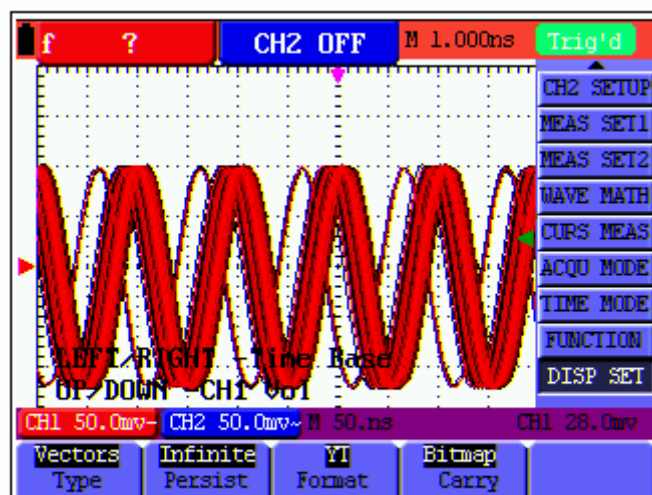 f ? CH2 OFF M 1.000ns Trig'd
CH2 SETUP
MEAS SET1
MEAS SET2
WAVE MATH
CURS MEAS
ACQU MODE
TIME MODE
FUNCTION
DISP SET
LEFT/RIGHT -Time Base
UP/DOWN -CH1 Vol
CH1 50.0mv- CH2 50.0mv~ M 50.ns CH1 28.0mv
Vectors Infinite YT Bitmap
Type Persist Format Carry